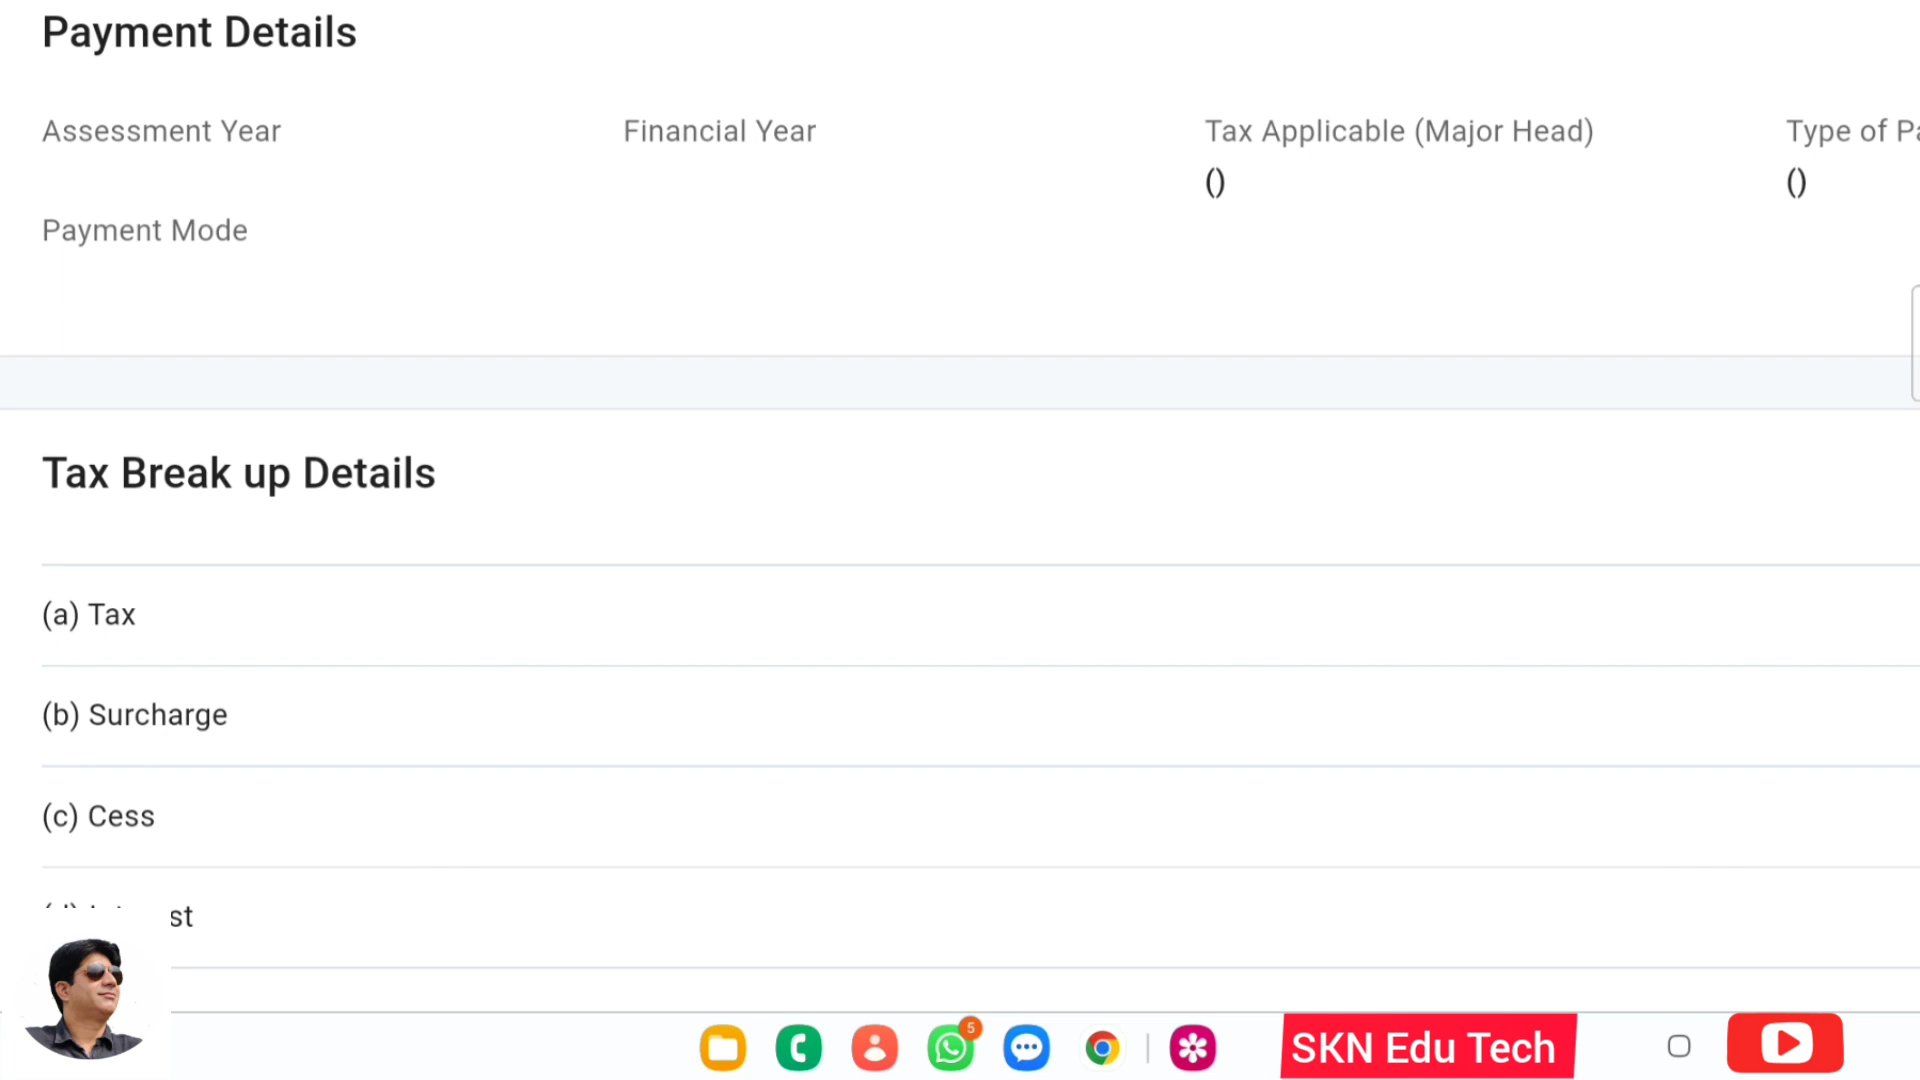 Payment Details
Assessment Year Financial Year Tax Applicable (Major Head) Type of
() ()
Payment Mode
Tax Break up Details
(a) Tax
(b) Surcharge
(c) Cess
st
5
SKN Edu Tech